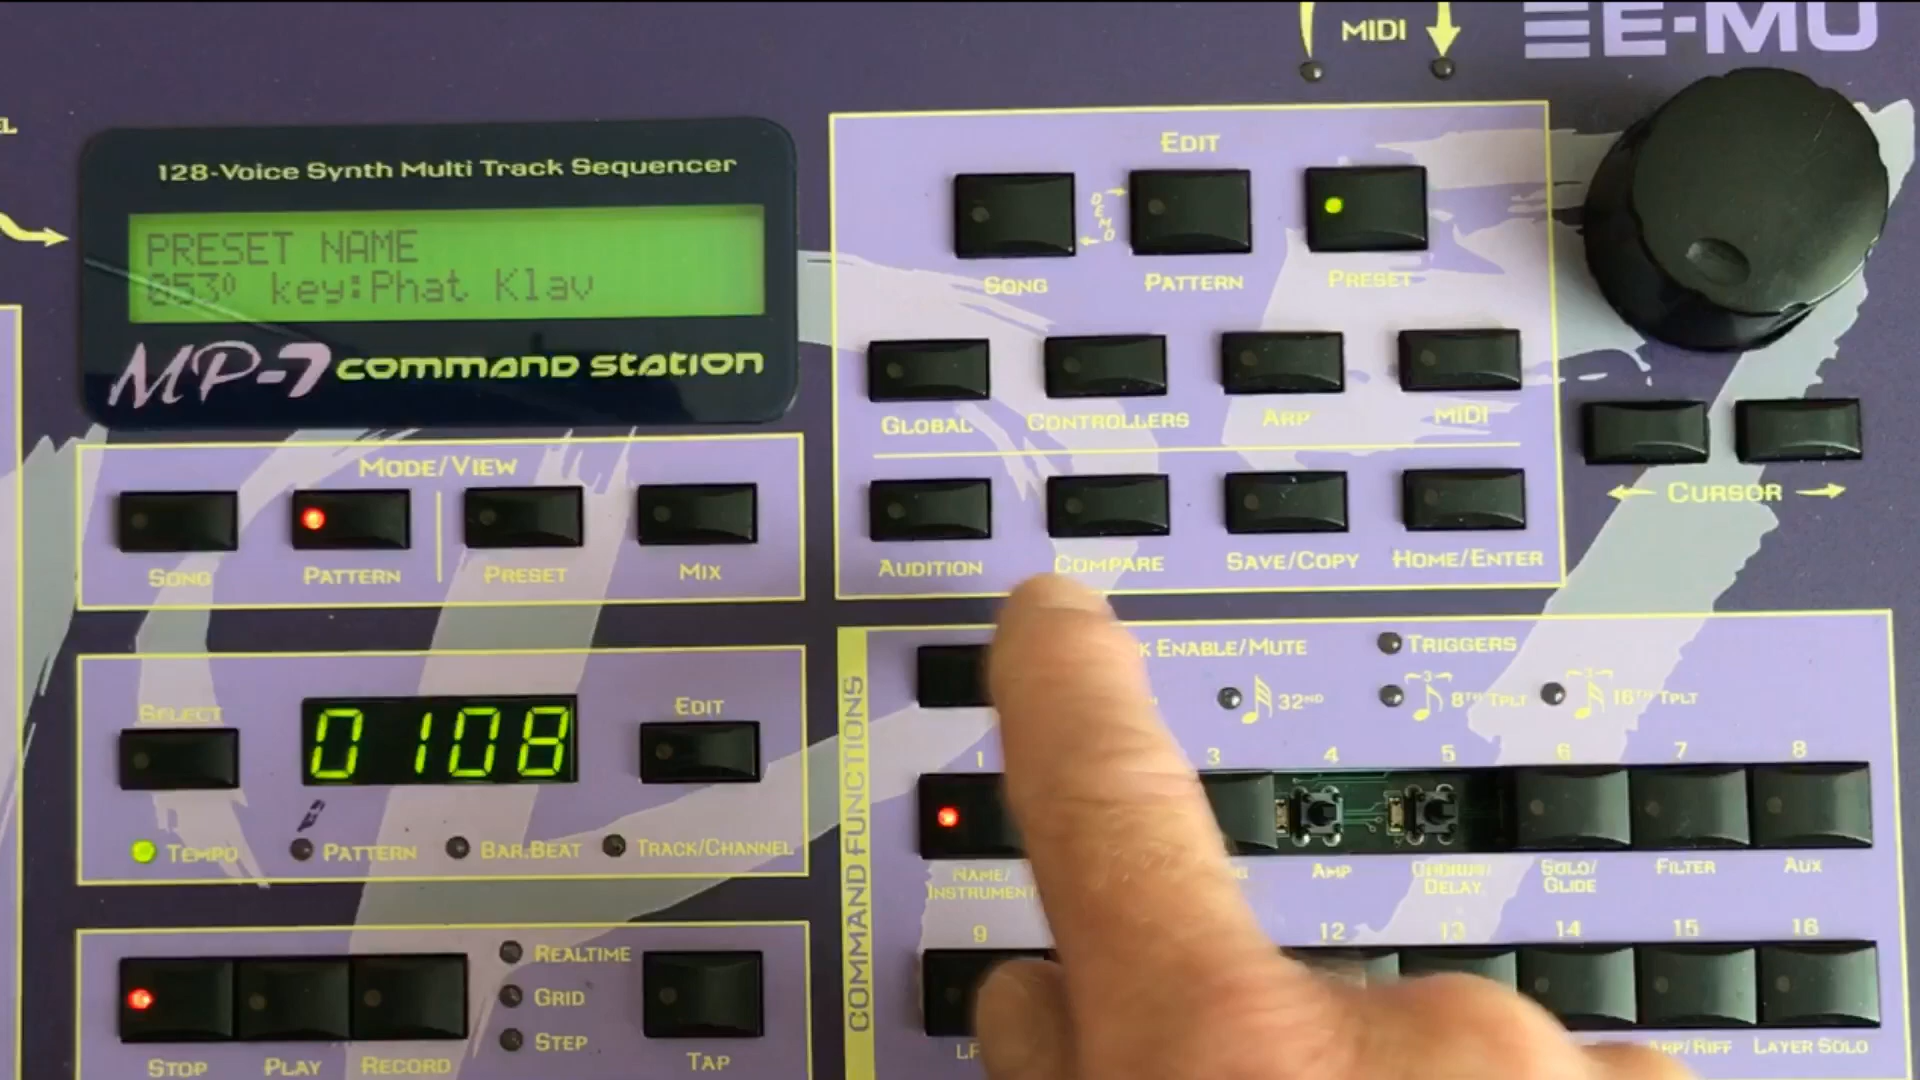 MIDI
E-MU
128-Voice Synth Multi Track Sequencer
PRESET NAME
053⁰ key:Phat Klav
MP-7 COMMAND STATION
EDIT
DEMO
SONG
PATTERN
PRESET
GLOBAL
CONTROLLERS
ARP
MIDI
AUDITION
COMPARE
SAVE/COPY
HOME/ENTER
← CURSOR →
MODE/VIEW
SONG
PATTERN
PRESET
MIX
SELECT
0108
EDIT
TEMPO
PATTERN
BAR.BEAT
TRACK/CHANNEL
REALTIME
GRID
STEP
STOP
PLAY
RECORD
TAP
COMMAND FUNCTIONS
ENABLE/MUTE
TRIGGERS
32ND
3
8TH TPLT
3
16TH TPLT
1
3
4
5
6
7
8
NAME/
INSTRUMENT
AMP
CHORUS/
DELAY
SOLO/
GLIDE
FILTER
AUX
9
12
13
14
15
16
ARP/RIFF
LAYER SOLO